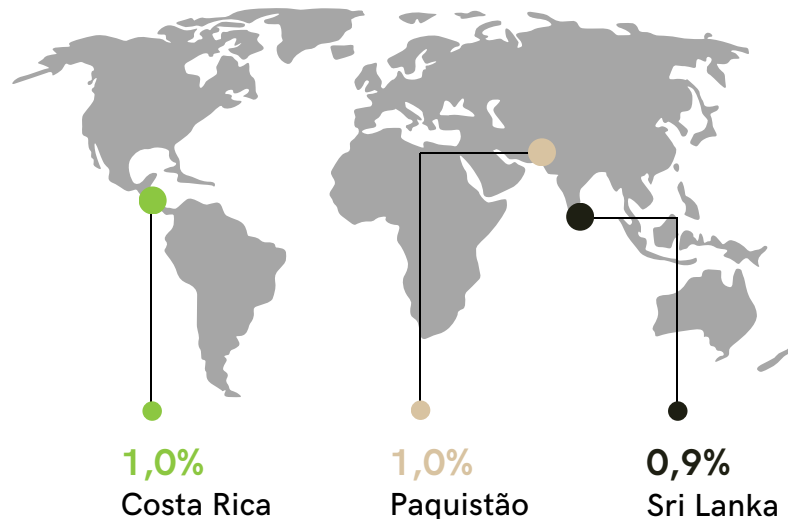 1,0%
Costa Rica
1,0%
Paquistão
0,9%
Sri Lanka